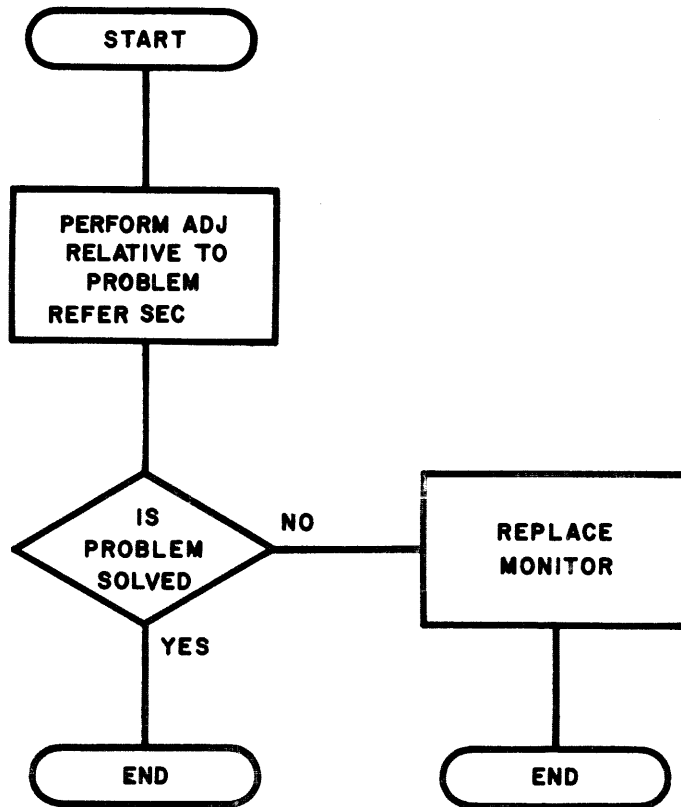 START
PERFORM ADJ
RELATIVE TO
PROBLEM
REFER SEC
IS
PROBLEM
SOLVED
NO
YES
REPLACE
MONITOR
END
END